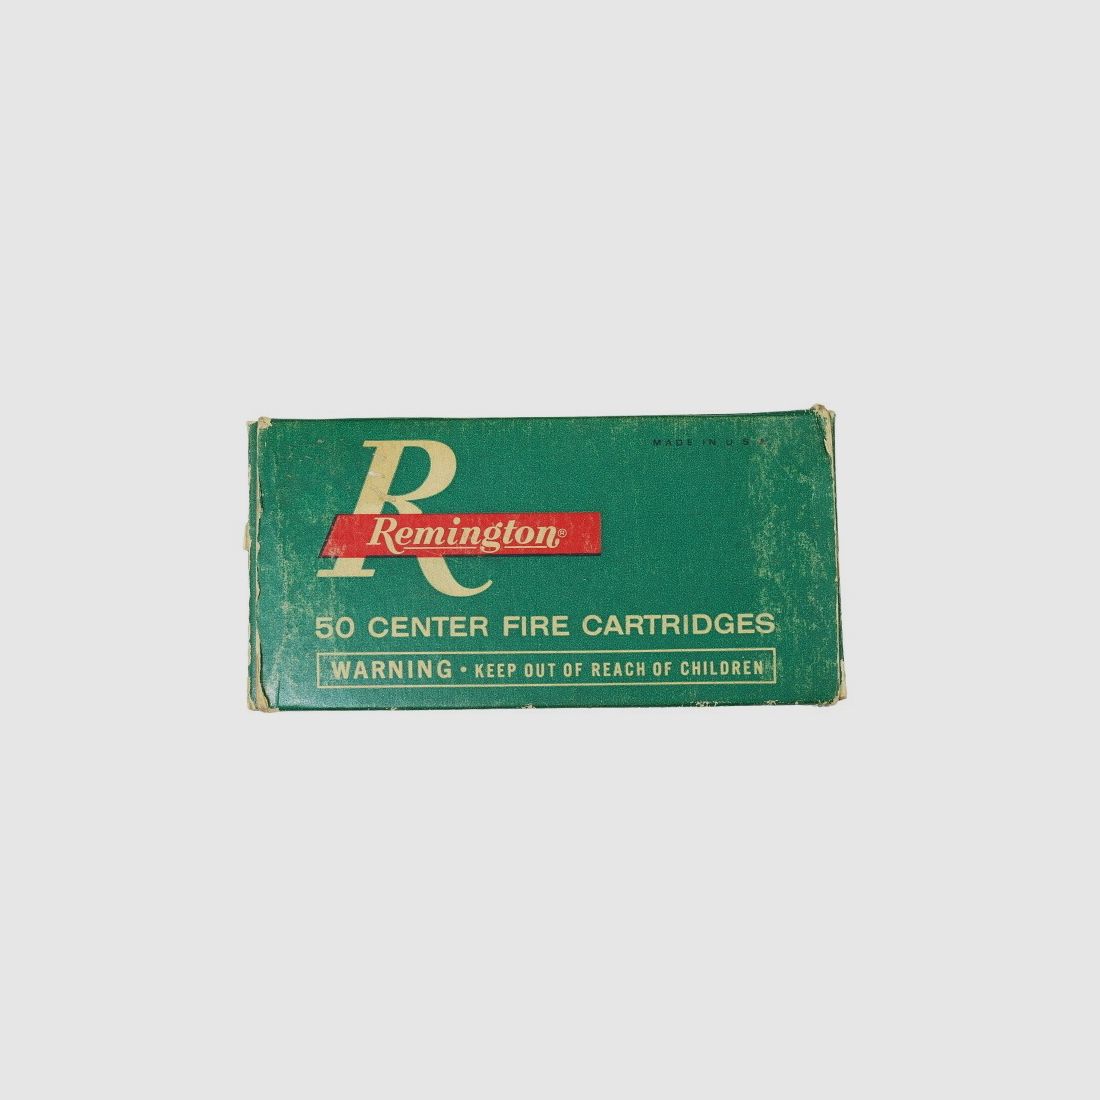 MADE IN U S A
R
Remington®
50 CENTER FIRE CARTRIDGES
WARNING • KEEP OUT OF REACH OF CHILDREN